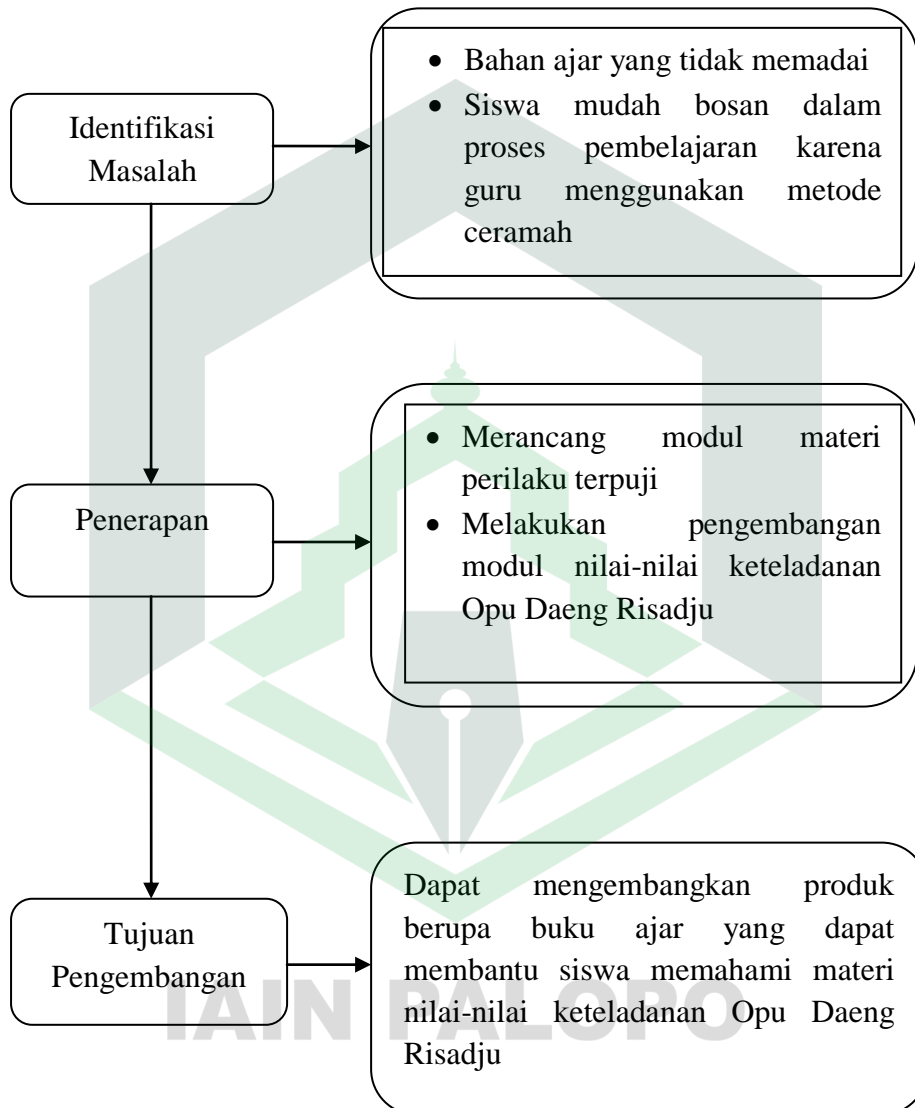 Identifikasi
Masalah
• Bahan ajar yang tidak memadai
• Siswa mudah bosan dalam
proses pembelajaran karena
guru menggunakan metode
ceramah
Penerapan
• Merancang modul materi
perilaku terpuji
• Melakukan pengembangan
modul nilai-nilai keteladanan
Opu Daeng Risadju
Tujuan
Pengembangan
Dapat mengembangkan produk
berupa buku ajar yang dapat
membantu siswa memahami materi
nilai-nilai keteladanan Opu Daeng
Risadju
IAIN PALOPO